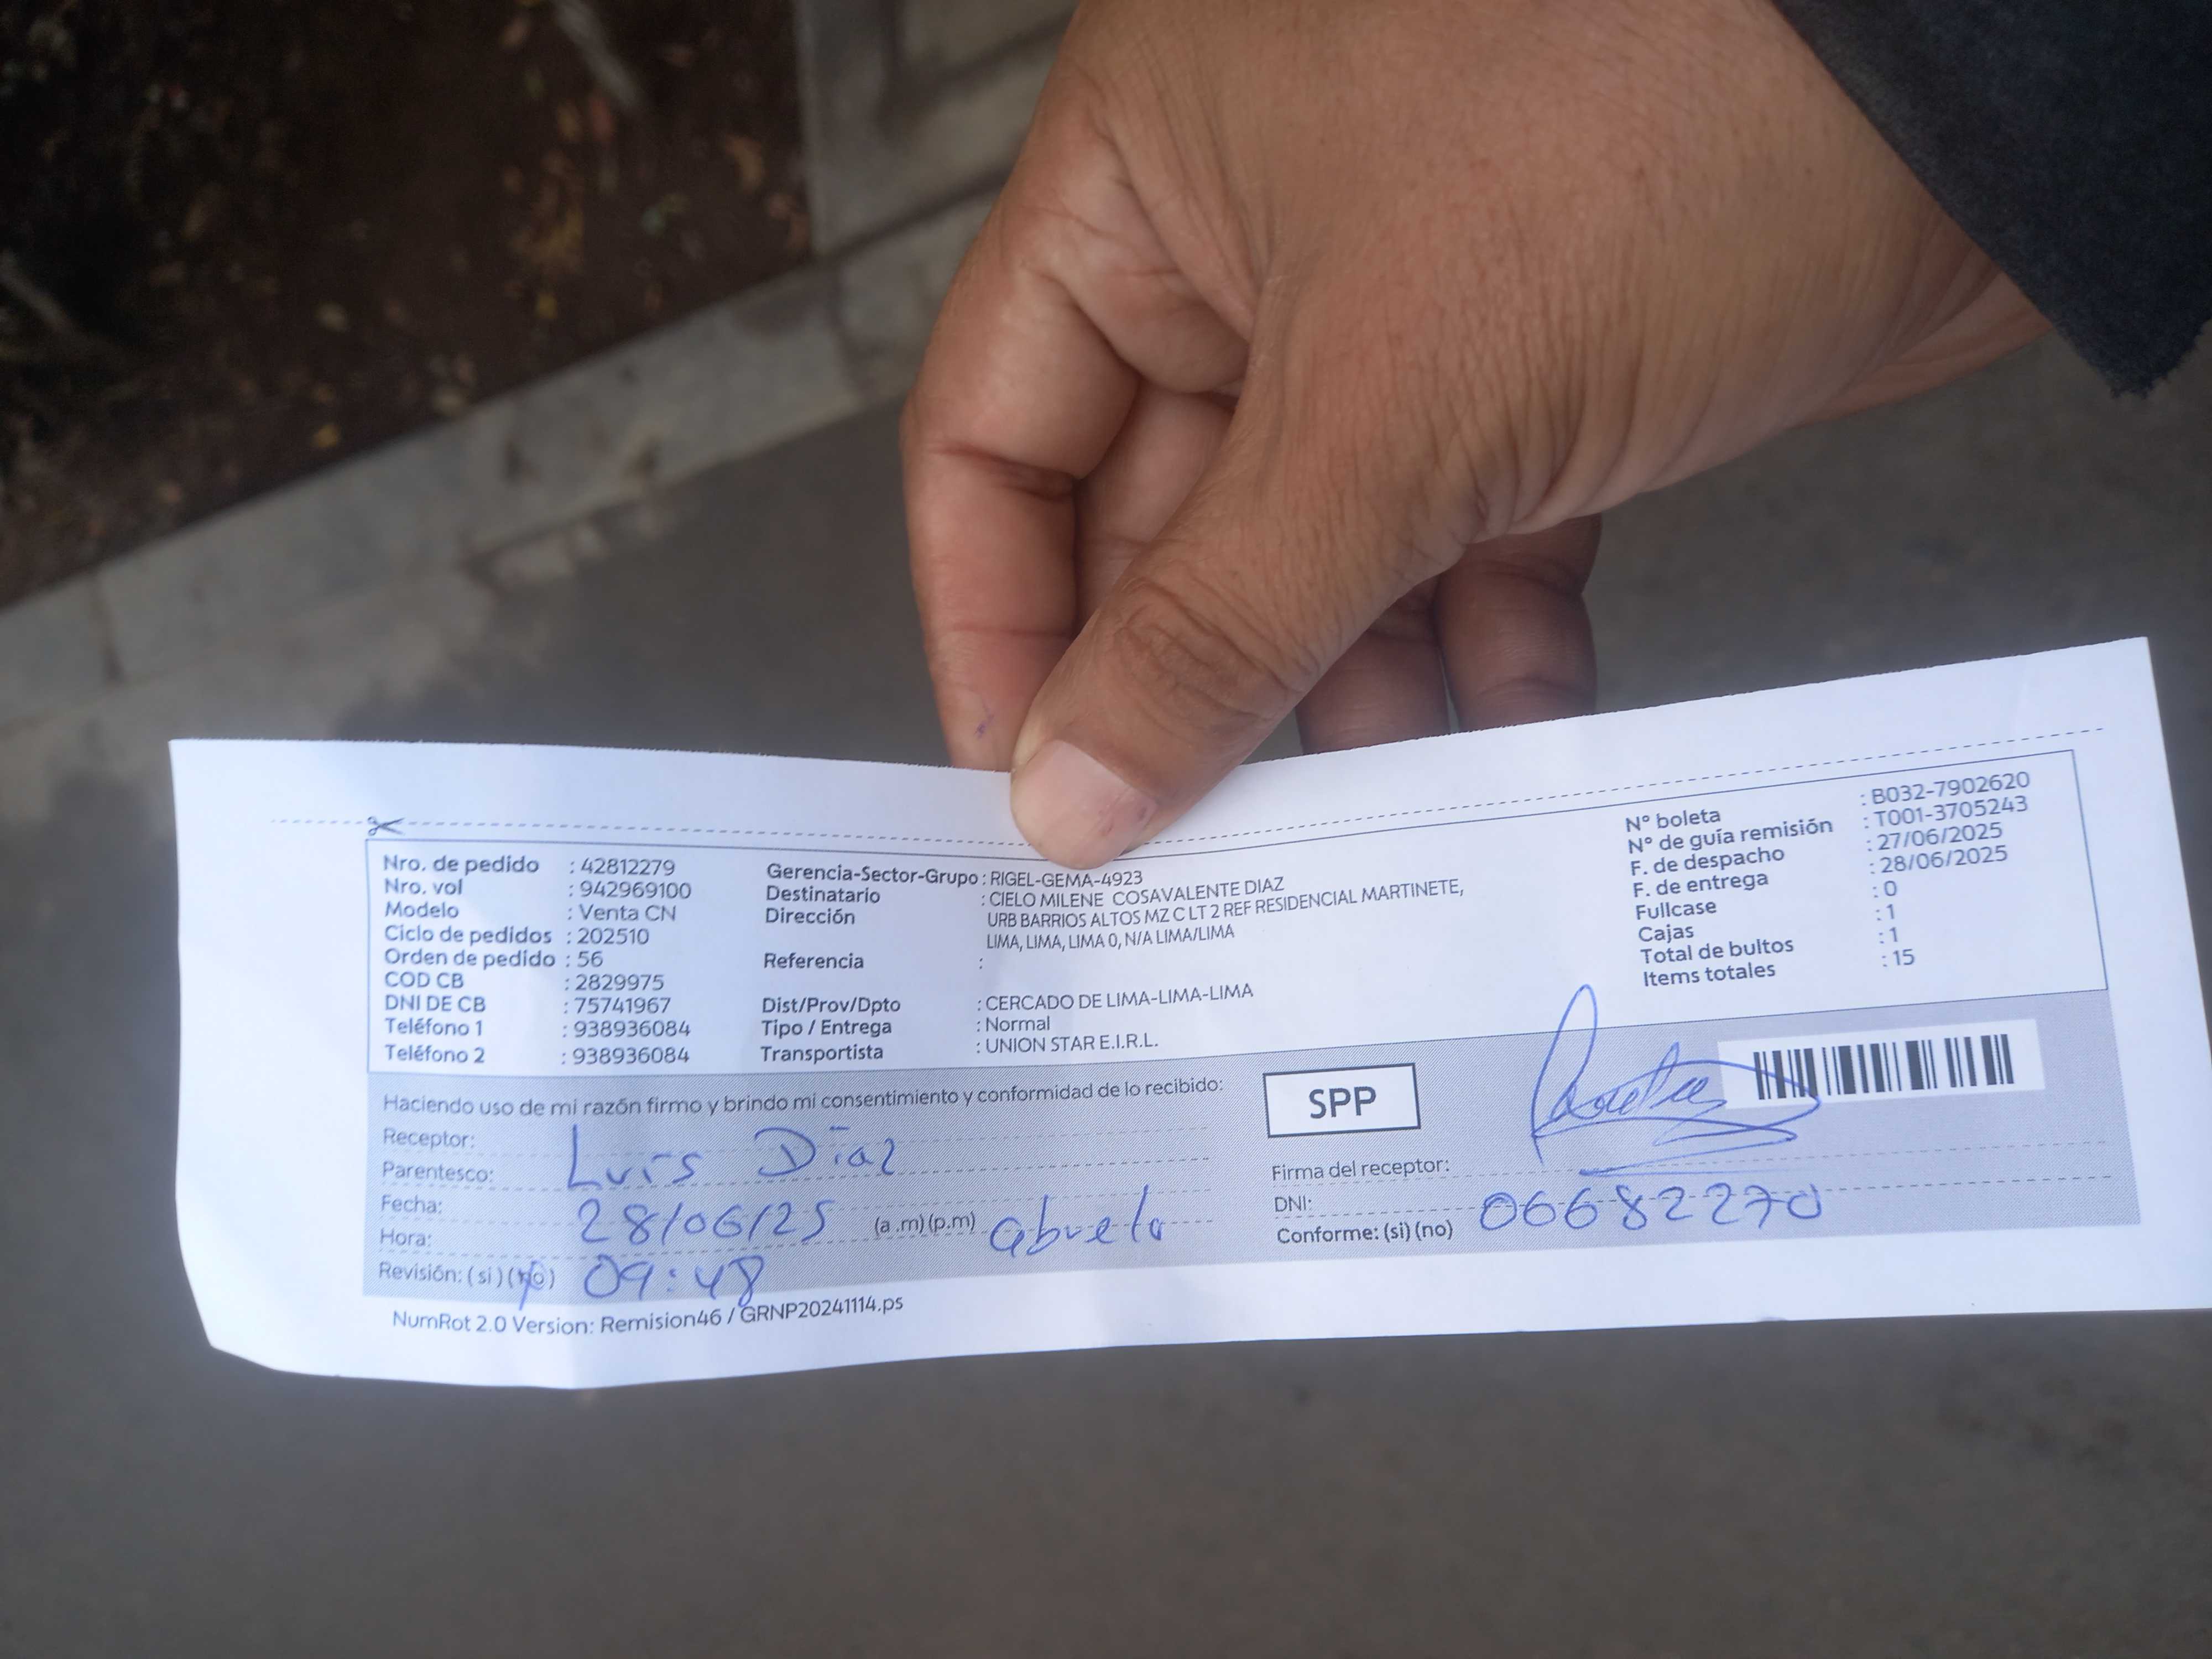 Nro. de pedido : 42812279
Nro. vol : 942969100
Modelo : Venta CN
Ciclo de pedidos : 202510
Orden de pedido : 56
COD CB : 2829975
DNI DE CB : 75741967
Teléfono 1 : 938936084
Teléfono 2 : 938936084
Gerencia-Sector-Grupo : RIGEL-GEMA-4923
Destinatario : CIELO MILENE COSAVALENTE DIAZ
Dirección URB BARRIOS ALTOS MZ C LT 2 REF RESIDENCIAL MARTINETE,
LIMA, LIMA, LIMA 0, N/A LIMA/LIMA
Referencia :
Dist/Prov/Dpto : CERCADO DE LIMA-LIMA-LIMA
Tipo / Entrega : Normal
Transportista : UNION STAR E.I.R.L.
N° boleta : B032-7902620
N° de guía remisión : T001-3705243
F. de despacho : 27/06/2025
F. de entrega : 28/06/2025
Fullcase : 0
Cajas : 1
Total de bultos : 1
Items totales : 15
Haciendo uso de mi razón firmo y brindo mi consentimiento y conformidad de lo recibido:
Receptor:
Parentesco: Luis Díaz
Fecha: 28/06/25 (a .m) (p.m) abuelo
Hora:
Revisión: ( si ) (no) 09:48
SPP
Firma del receptor:
DNI: 06682270
Conforme: (si) (no)
NumRot 2.0 Version: Remision46 / GRNP20241114.ps